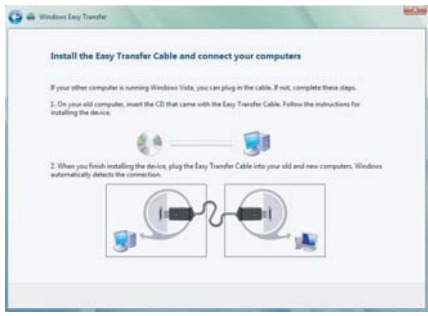 Windows Easy Transfer
Install the Easy Transfer Cable and connect your computers
If your other computer is running Windows Vista, you can plug in the cable. If not, complete these steps.
1. On your old computer, insert the CD that came with the Easy Transfer Cable. Follow the instructions for
installing the device.
2. When you finish installing the device, plug the Easy Transfer Cable into your old and new computers. Windows
automatically detects the connection.